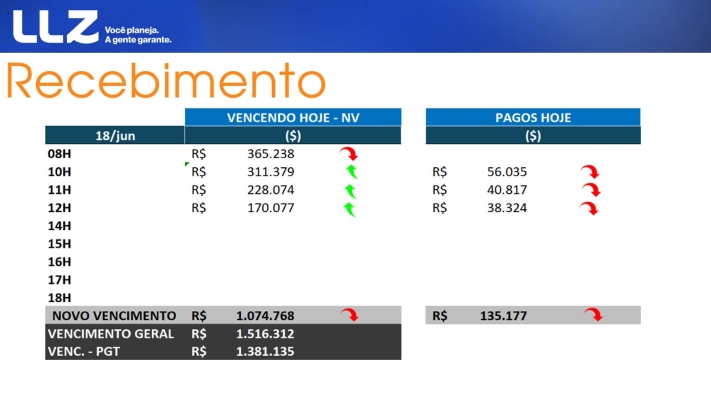 LLZ Você planeja.
A gente garante.
Recebimento
VENCENDO HOJE - NV PAGOS HOJE
18/jun ($) ($)
08H R$ 365.238
10H R$ 311.379 R$ 56.035
11H R$ 228.074 R$ 40.817
12H R$ 170.077 R$ 38.324
14H
15H
16H
17H
18H
NOVO VENCIMENTO R$ 1.074.768 R$ 135.177
VENCIMENTO GERAL R$ 1.516.312
VENC. - PGT R$ 1.381.135